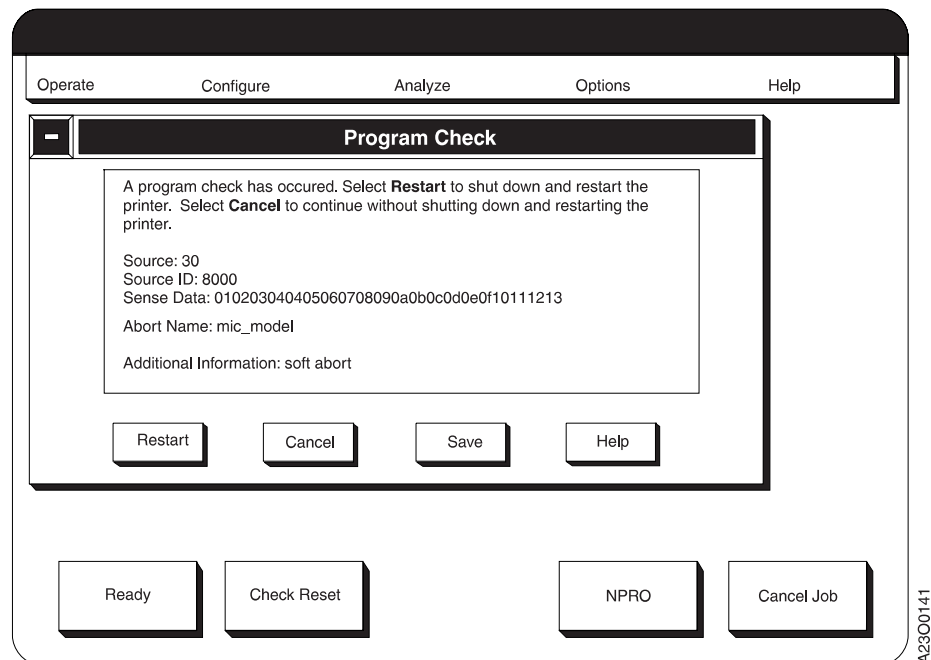 Operate Configure Analyze Options Help
Program Check
A program check has occured. Select Restart to shut down and restart the
printer. Select Cancel to continue without shutting down and restarting the
printer.
Source: 30
Source ID: 8000
Sense Data: 010203040405060708090a0b0c0d0e0f10111213
Abort Name: mic_model
Additional Information: soft abort
Restart Cancel Save Help
Ready Check Reset NPRO Cancel Job
A23O0141